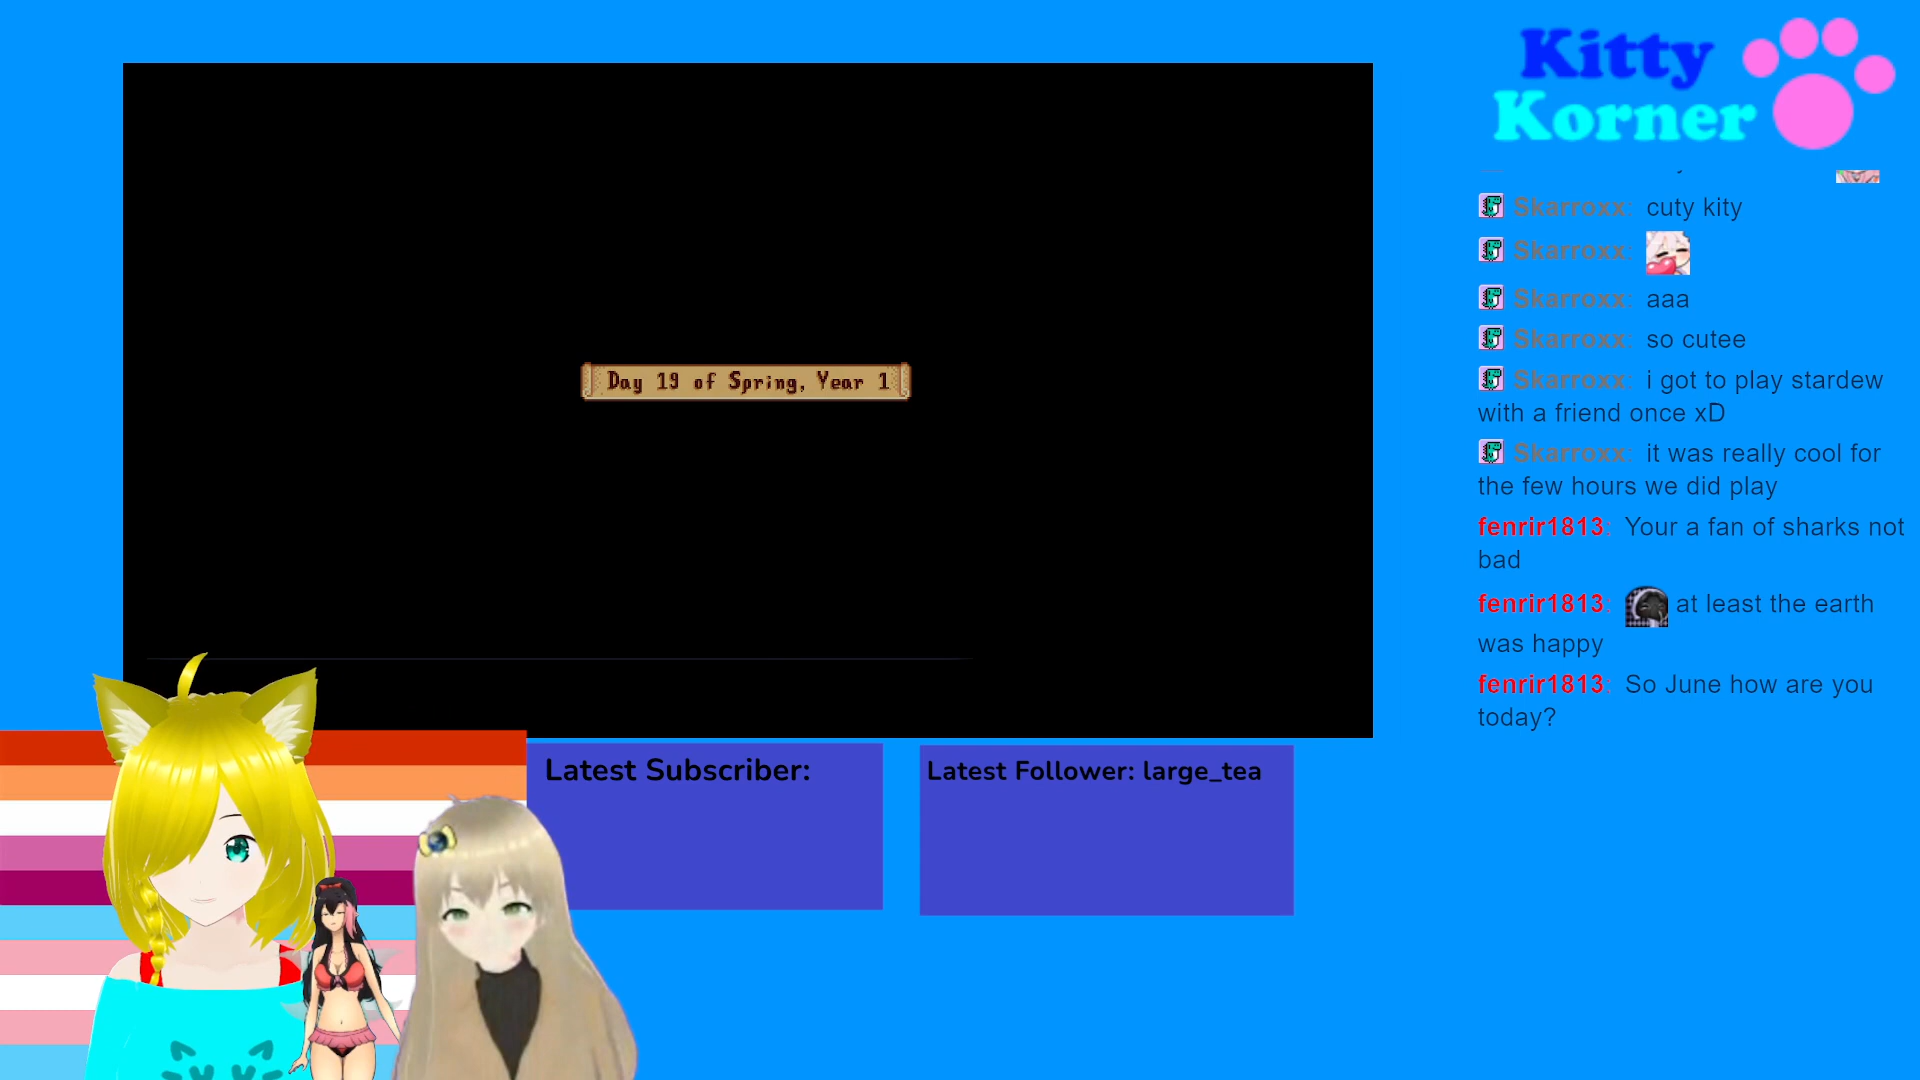 Kitty
Korner
Skarroxx: cuty kity
Skarroxx:
Skarroxx: aaa
Skarroxx: so cutee
Skarroxx: i got to play stardew
with a friend once xD
Skarroxx: it was really cool for
the few hours we did play
fenrir1813: Your a fan of sharks not
bad
fenrir1813: at least the earth
was happy
fenrir1813: So June how are you
today?
Day 19 of Spring, Year 1
Latest Subscriber:
Latest Follower: large_tea